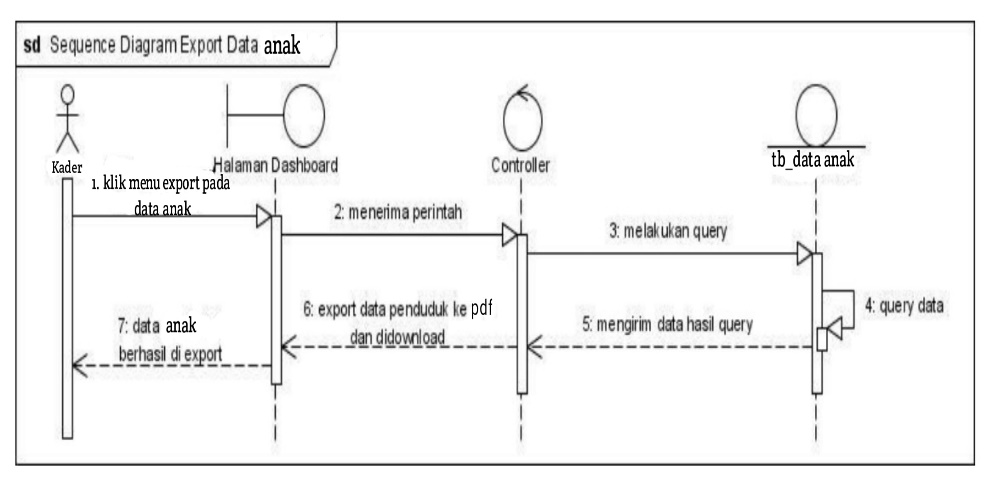 sd Sequence Diagram Export Data anak
Kader
Halaman Dashboard
Controller
tb_data anak
1. klik menu export pada
data anak
2: menerima perintah
3: melakukan query
4: query data
5: mengirim data hasil query
6: export data penduduk ke pdf
dan didownload
7: data anak
berhasil di export